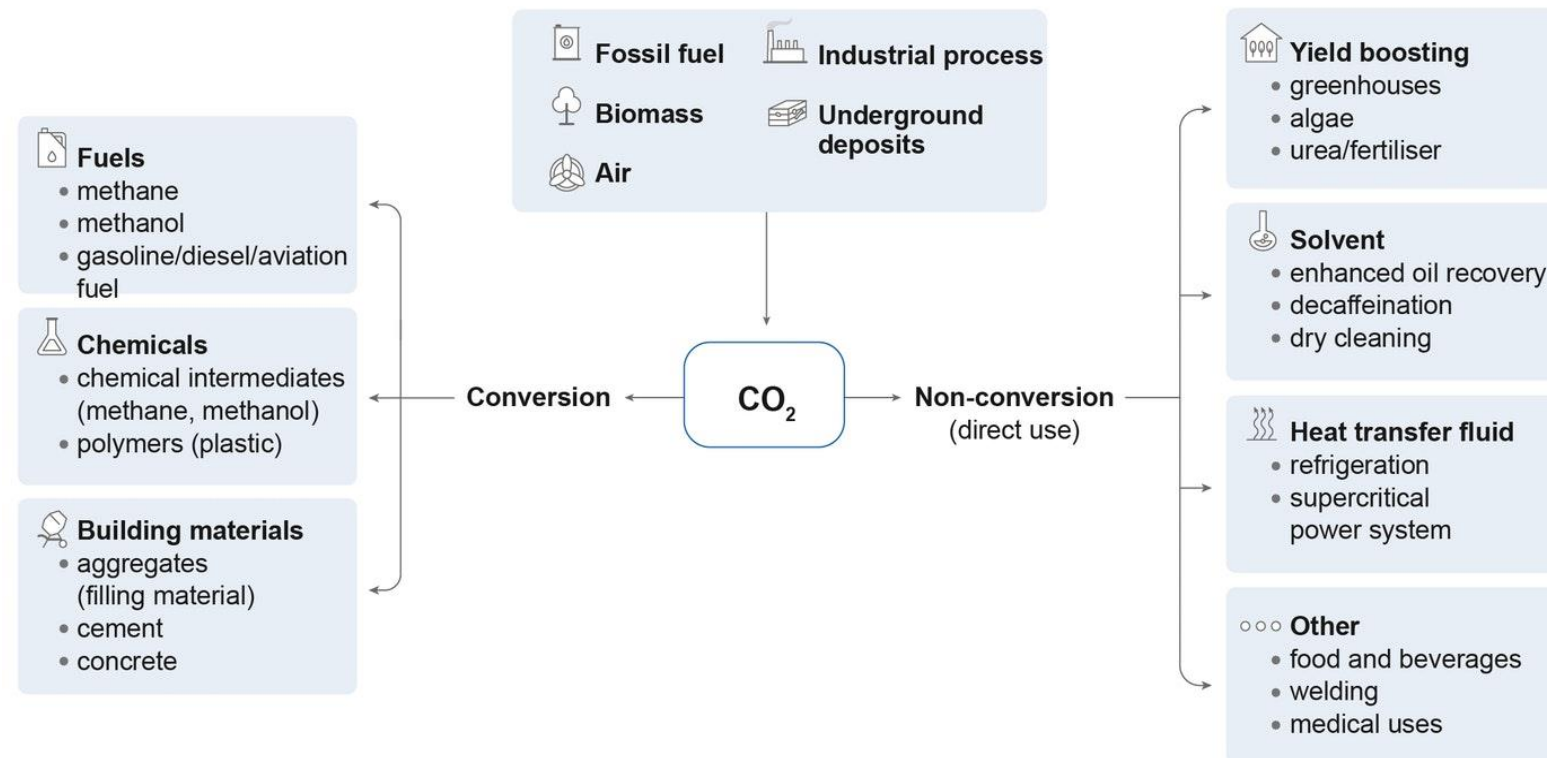 Fossil fuel
Industrial process
Biomass
Underground
deposits
Air
Fuels
• methane
• methanol
• gasoline/diesel/aviation
fuel
Chemicals
• chemical intermediates
(methane, methanol)
• polymers (plastic)
Building materials
• aggregates
(filling material)
• cement
• concrete
Conversion
CO₂
Non-conversion
(direct use)
Yield boosting
• greenhouses
• algae
• urea/fertiliser
Solvent
• enhanced oil recovery
• decaffeination
• dry cleaning
Heat transfer fluid
• refrigeration
• supercritical
power system
Other
• food and beverages
• welding
• medical uses